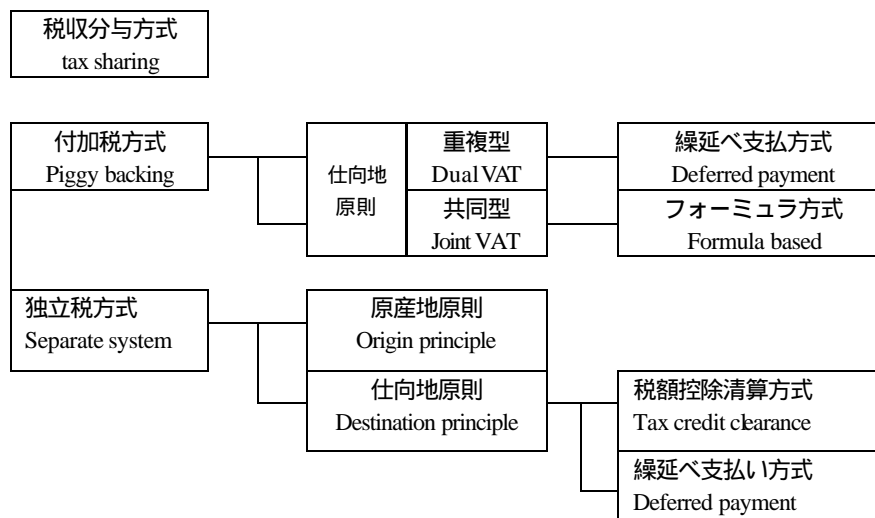 税収分与方式
tax sharing
付加税方式
Piggy backing
仕向地
原則
重複型
Dual VAT
共同型
Joint VAT
繰延べ支払方式
Deferred payment
フォーミュラ方式
Formula based
独立税方式
Separate system
原産地原則
Origin principle
仕向地原則
Destination principle
税額控除清算方式
Tax credit clearance
繰延べ支払い方式
Deferred payment